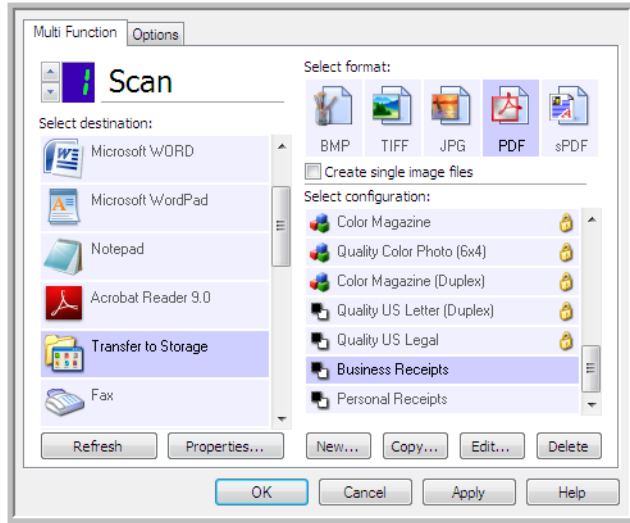 Multi Function
Options
1 Scan
Select destination:
Microsoft WORD
Microsoft WordPad
Notepad
Acrobat Reader 9.0
Transfer to Storage
Fax
Refresh
Properties...
Select format:
BMP TIFF JPG PDF sPDF
Create single image files
Select configuration:
Color Magazine
Quality Color Photo (6x4)
Color Magazine (Duplex)
Quality US Letter (Duplex)
Quality US Legal
Business Receipts
Personal Receipts
New... Copy... Edit... Delete
OK Cancel Apply Help